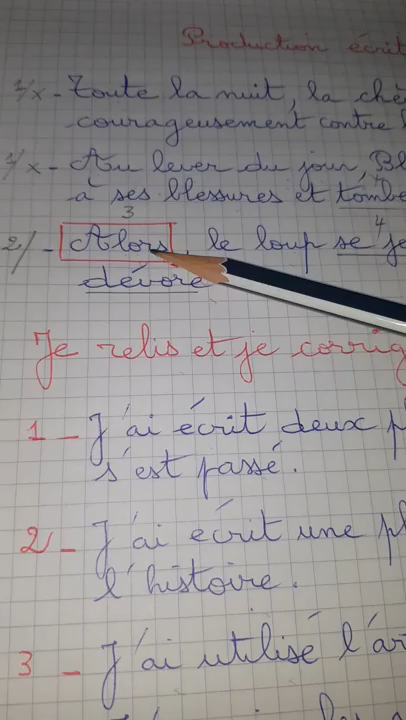 Production écrit
1/x - Toute la nuit, la chè
courageusement contre l
1/x - Au lever du jour, Bl
à ses blessures et tombe
3
4
2/ - Alors, le loup se je
dévore
Je relis et je corrig
1 - J'ai écrit deux p
s'est passé.
2 - J'ai écrit une ph
l'histoire.
3 - J'ai utilisé l'ar